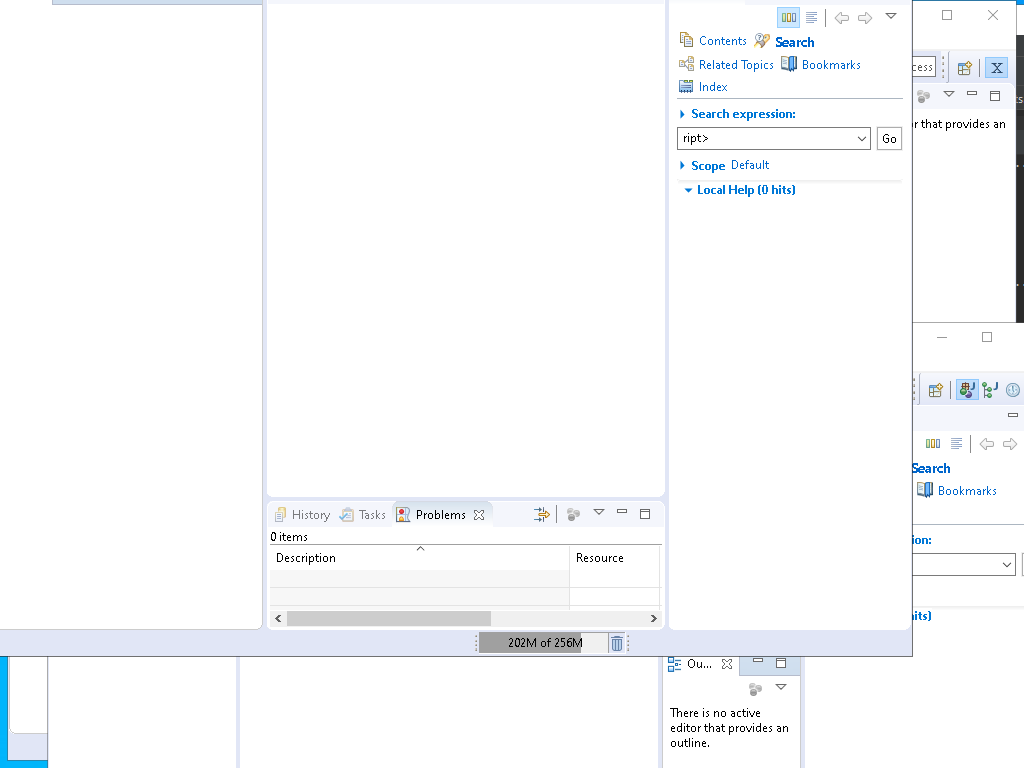 Contents Search
Related Topics Bookmarks
Index
Search expression:
ript> Go
Scope Default
Local Help (0 hits)
cess
r that provides an
Search
Bookmarks
ion:
its)
History Tasks Problems
0 items
Description Resource
202M of 256M
Ou...
There is no active
editor that provides an
outline.